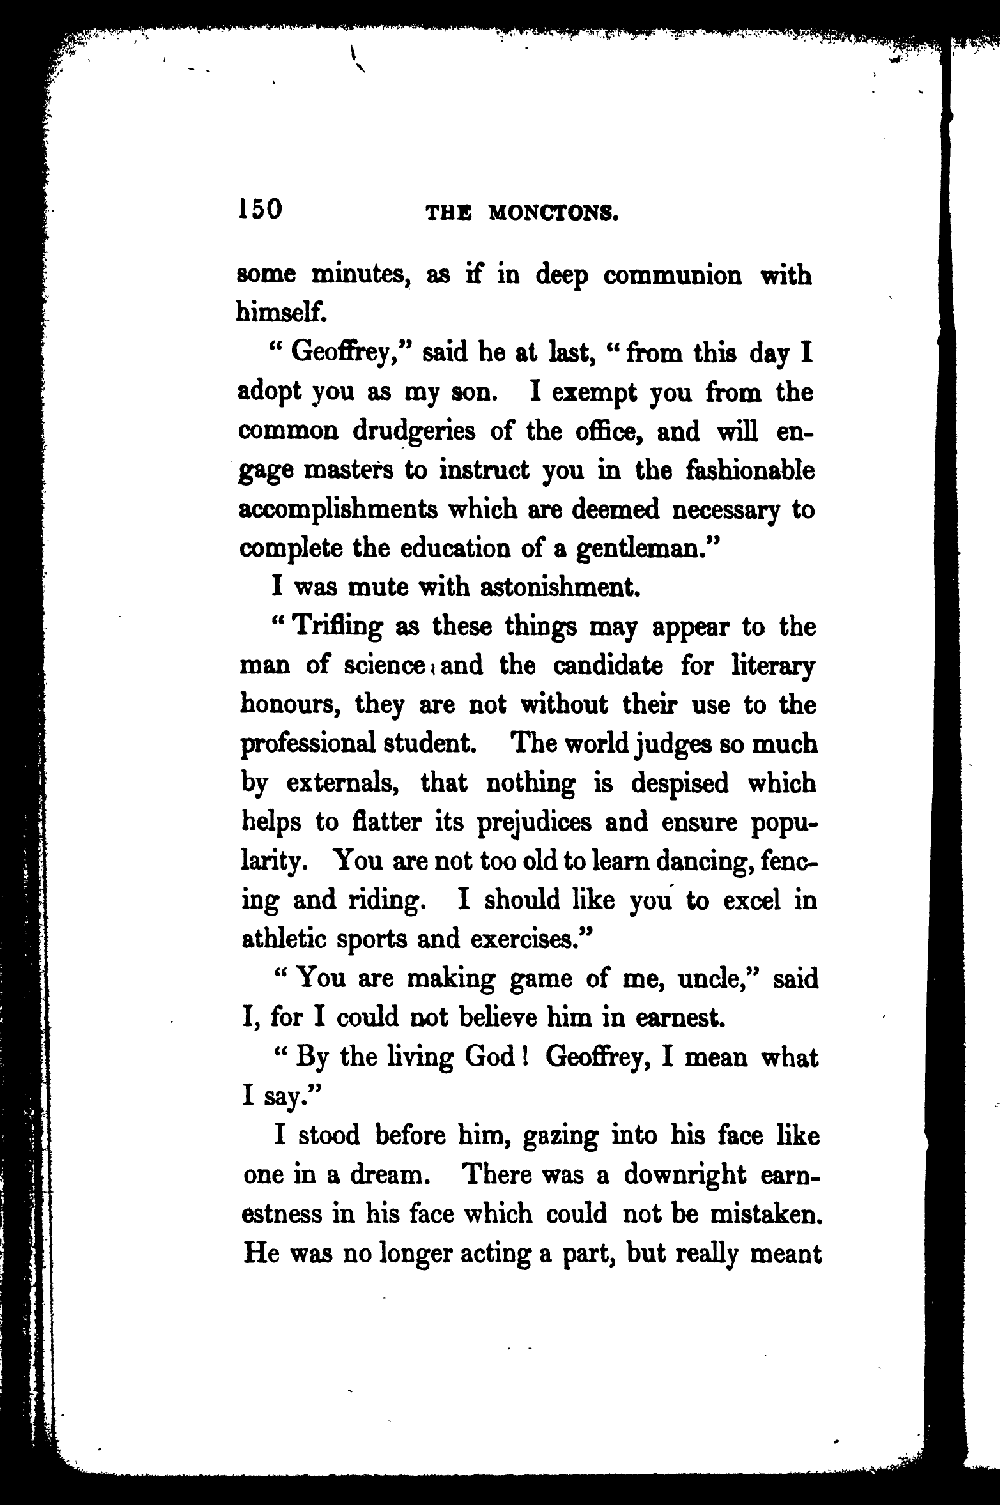 150 THE MONCTONS.
some minutes, as if in deep communion with
himself.
“ Geoffrey,” said he at last, “ from this day I
adopt you as my son. I exempt you from the
common drudgeries of the office, and will en-
gage masters to instruct you in the fashionable
accomplishments which are deemed necessary to
complete the education of a gentleman.”
I was mute with astonishment.
“ Trifling as these things may appear to the
man of science and the candidate for literary
honours, they are not without their use to the
professional student. The world judges so much
by externals, that nothing is despised which
helps to flatter its prejudices and ensure popu-
larity. You are not too old to learn dancing, fenc-
ing and riding. I should like you to excel in
athletic sports and exercises.”
“ You are making game of me, uncle,” said
I, for I could not believe him in earnest.
“ By the living God ! Geoffrey, I mean what
I say.”
I stood before him, gazing into his face like
one in a dream. There was a downright earn-
estness in his face which could not be mistaken.
He was no longer acting a part, but really meant